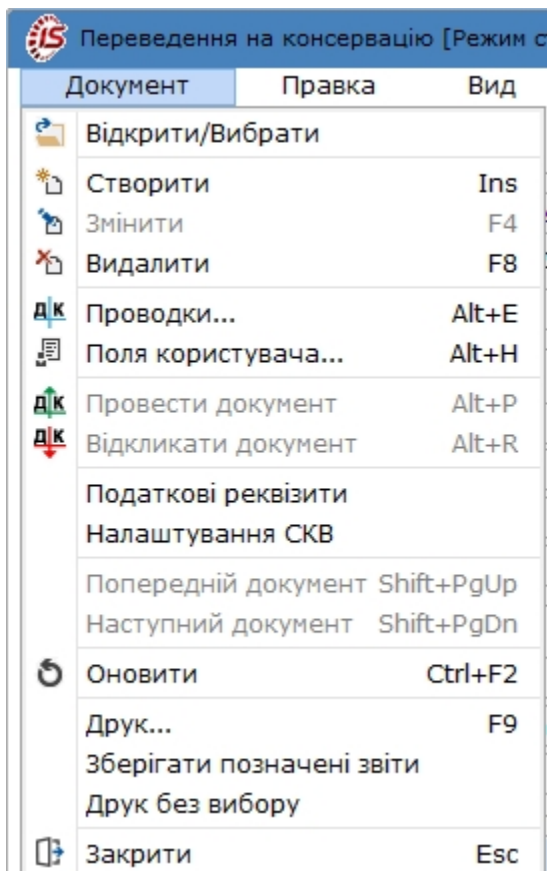 Переведення на консервацію [Режим
Документ Правка Вид
Відкрити/Вибрати
Створити Ins
Змінити F4
Видалити F8
Проводки... Alt+E
Поля користувача... Alt+H
Провести документ Alt+P
Відкликати документ Alt+R
Податкові реквізити
Налаштування СКВ
Попередній документ Shift+PgUp
Наступний документ Shift+PgDn
Оновити Ctrl+F2
Друк... F9
Зберігати позначені звіти
Друк без вибору
Закрити Esc